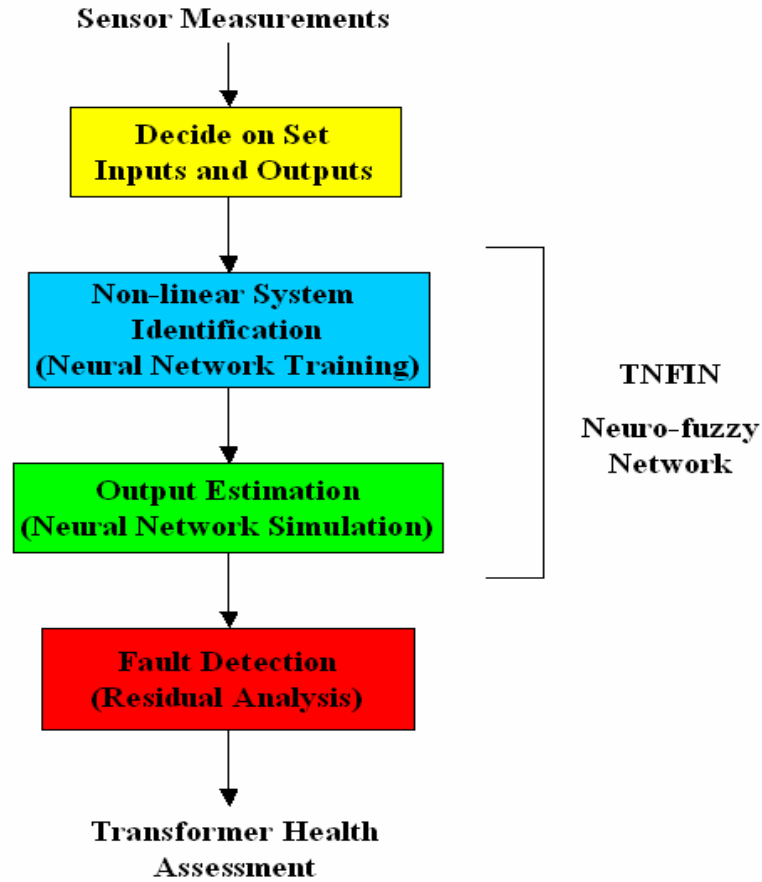 Sensor Measurements
Decide on Set
Inputs and Outputs
Non-linear System
Identification
(Neural Network Training)
Output Estimation
(Neural Network Simulation)
TNFIN
Neuro-fuzzy
Network
Fault Detection
(Residual Analysis)
Transformer Health
Assessment